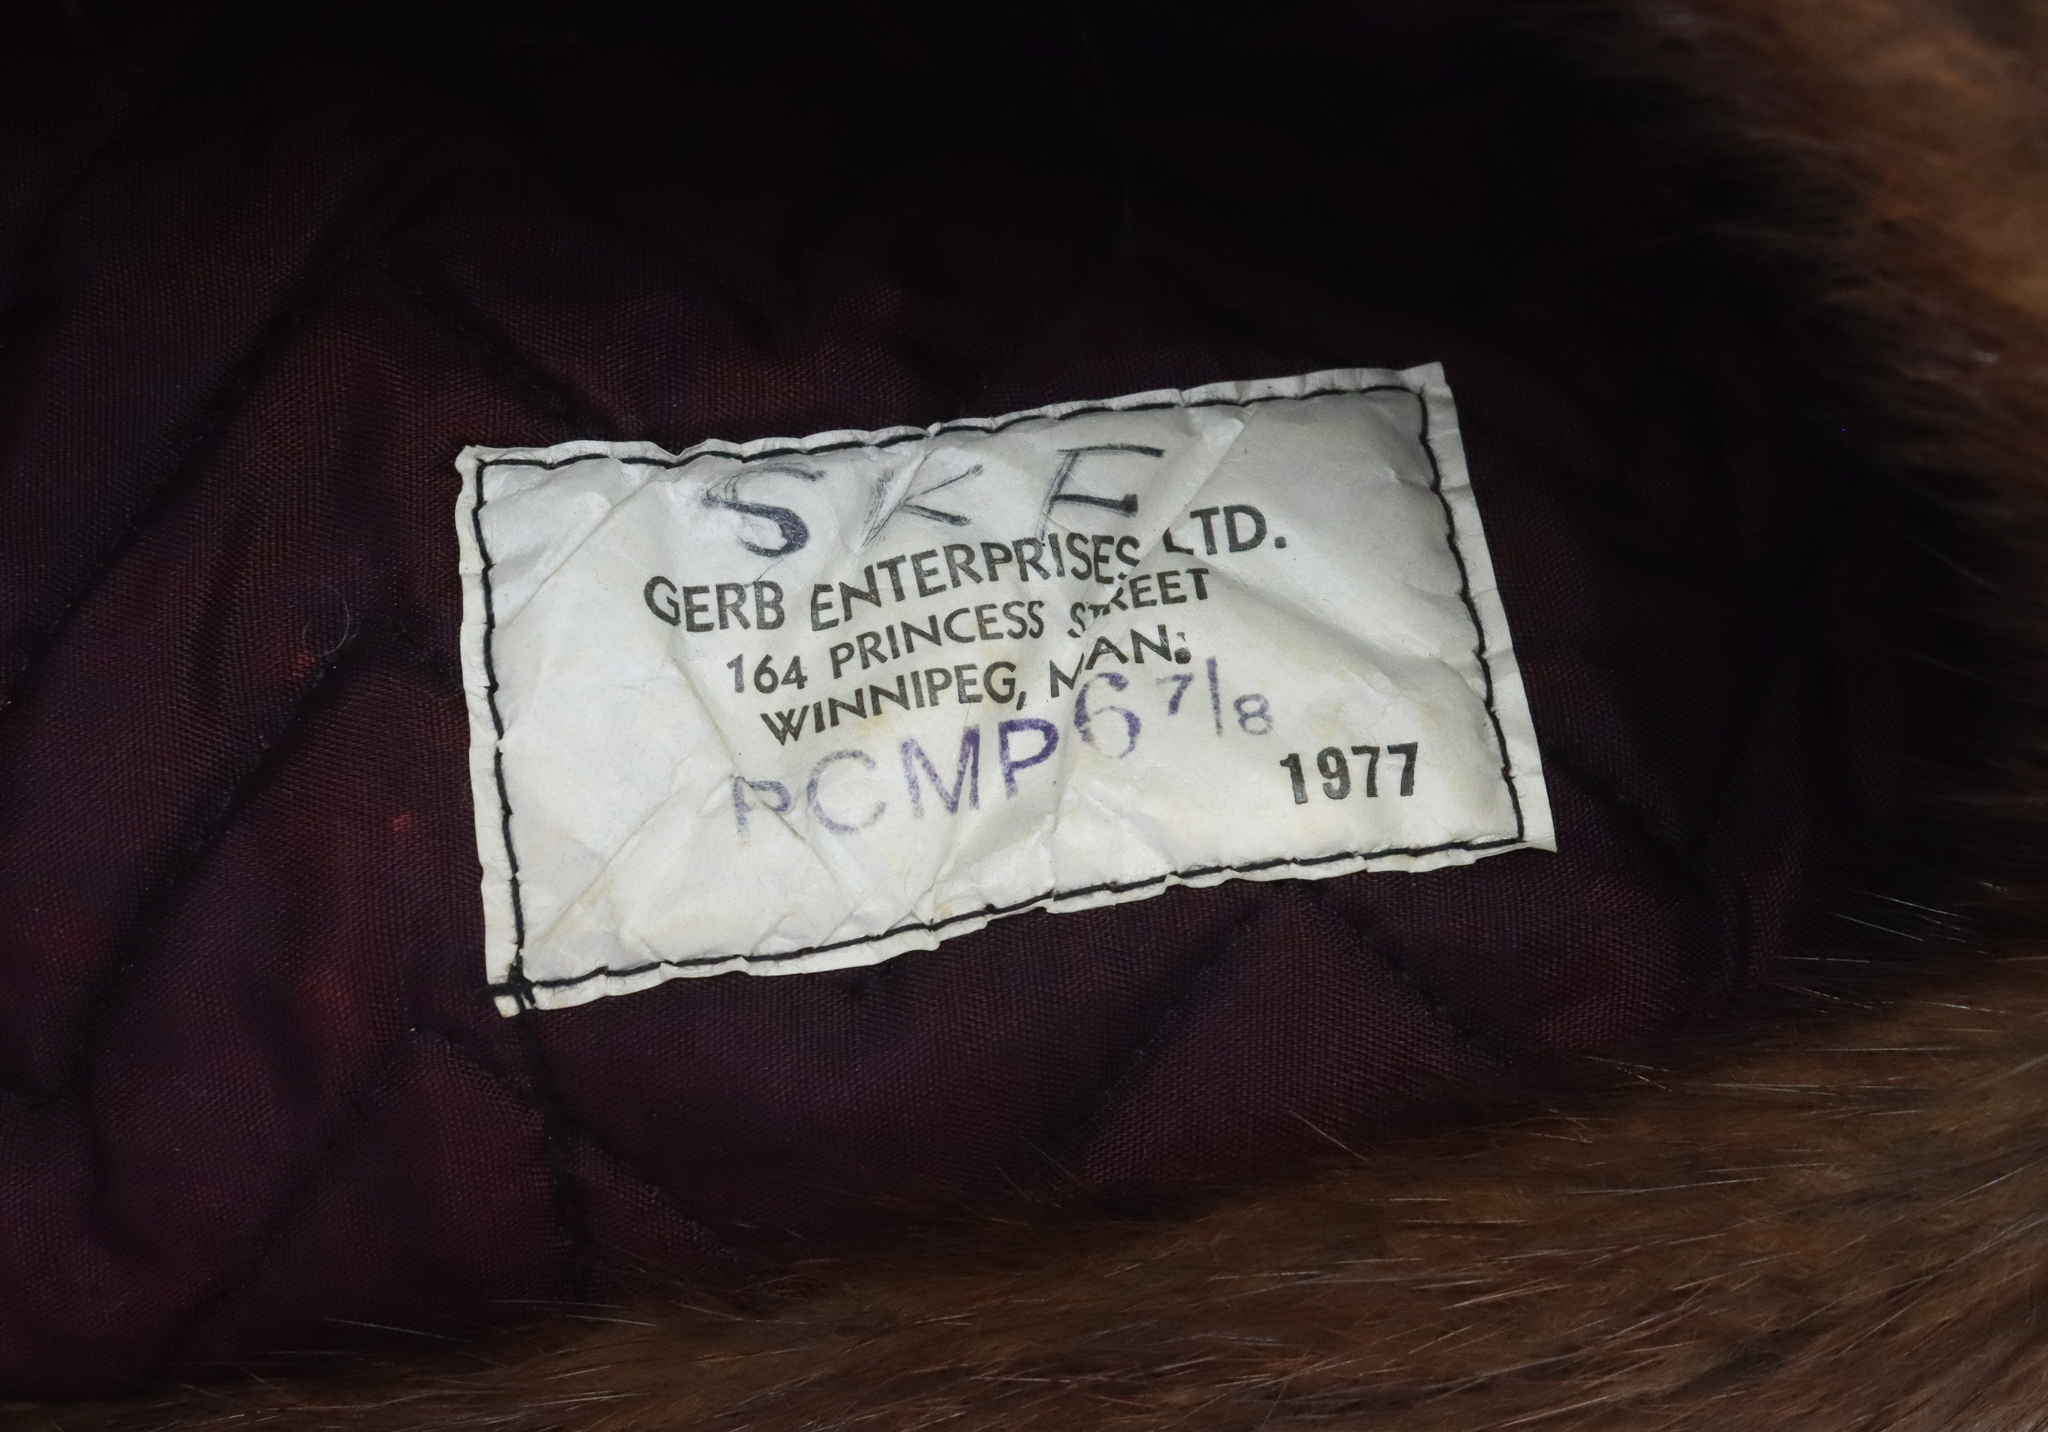 SKE
GERB ENTERPRISES LTD.
164 PRINCESS STREET
WINNIPEG, MAN.
RCMP 6 7/8
1977